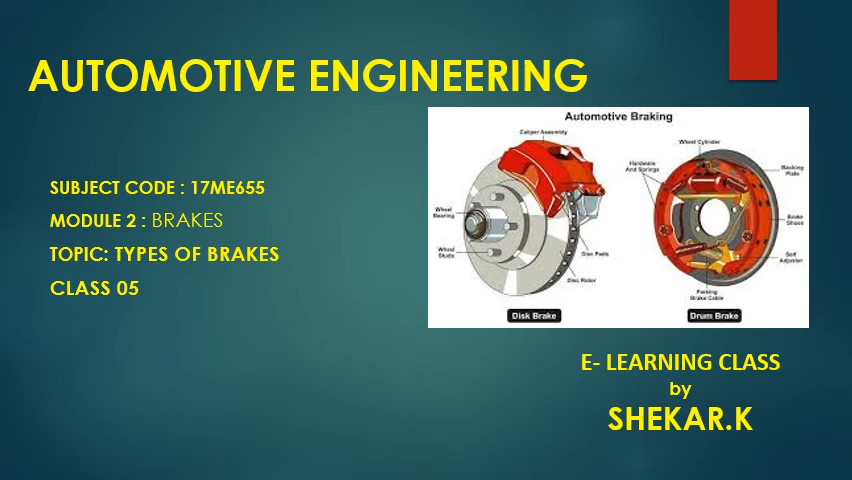 AUTOMOTIVE ENGINEERING
SUBJECT CODE : 17ME655
MODULE 2 : BRAKES
TOPIC: TYPES OF BRAKES
CLASS 05
Automotive Braking
Caliper Assembly
Wheel
Bearing
Wheel
Studs
Disc Pads
Disc Rotor
Disk Brake
Wheel Cylinder
Hardware
And Springs
Backing
Plate
Brake
Shoes
Self
Adjuster
Parking
Brake Cable
Drum Brake
E- LEARNING CLASS
by
SHEKAR.K